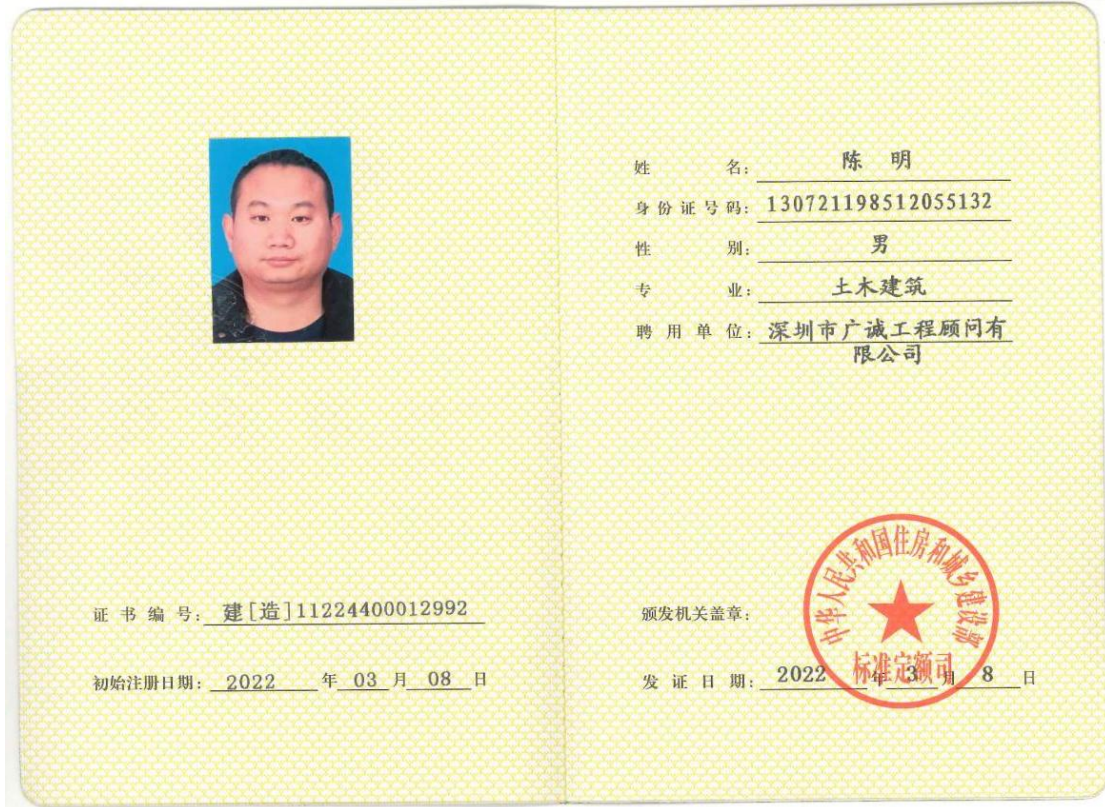 姓 名: 陈 明
身份证号码: 130721198512055132
性 别: 男
专 业: 土木建筑
聘用单位: 深圳市广诚工程顾问有
限公司
证书编号: 建[造]11224400012992
初始注册日期: 2022 年 03 月 08 日
颁发机关盖章:
中华人民共和国住房和城乡建设部
标准定额司
发证日期: 2022 年 3 月 8 日